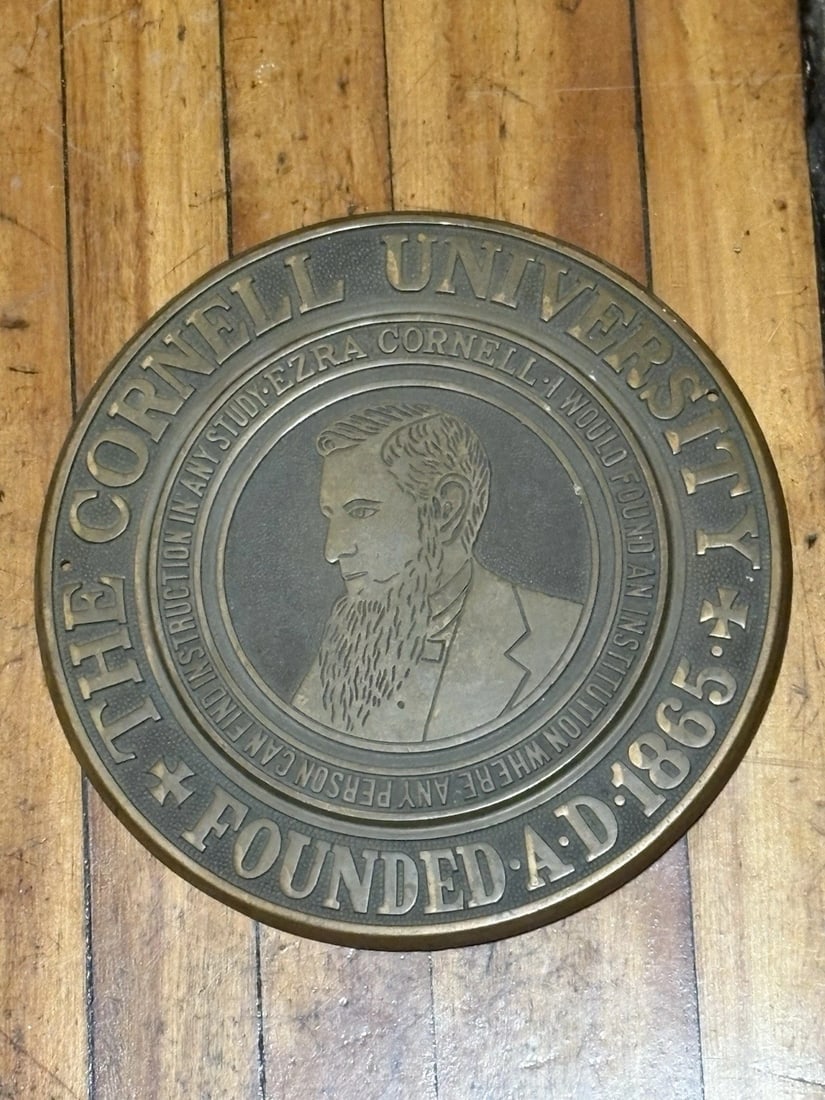 THE CORNELL UNIVERSITY
FOUNDED·A·D·1865·
·EZRA CORNELL·
I WOULD FOUND AN INSTITUTION WHERE ANY PERSON CAN FIND INSTRUCTION IN ANY STUDY